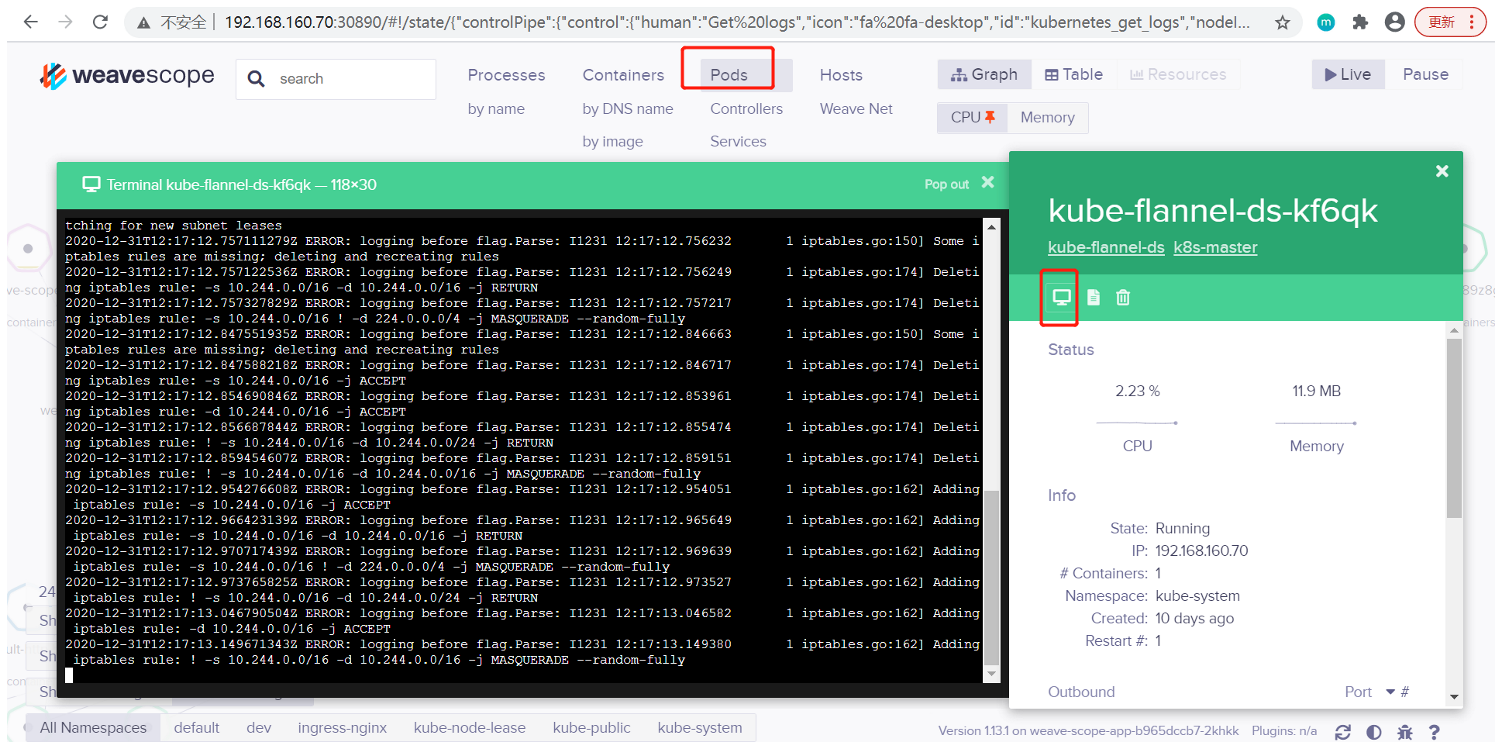 不安全 192.168.160.70:30890/#!/state/{"controlPipe":{"control":{"human":"Get%20logs","icon":"fa%20fa-desktop","id":"kubernetes_get_logs","nodeI...
m
更新
weavescope
search
Processes Containers Pods Hosts
Graph Table Resources
Live Pause
by name by DNS name Controllers Weave Net
CPU Memory
by image Services
Terminal kube-flannel-ds-kf6qk — 118×30
Pop out
tching for new subnet leases
2020-12-31T12:17:12.757111279Z ERROR: logging before flag.Parse: I1231 12:17:12.756232 1 iptables.go:150] Some i
ptables rules are missing; deleting and recreating rules
2020-12-31T12:17:12.757122536Z ERROR: logging before flag.Parse: I1231 12:17:12.756249 1 iptables.go:174] Deleti
ng iptables rule: -s 10.244.0.0/16 -d 10.244.0.0/16 -j RETURN
2020-12-31T12:17:12.757327829Z ERROR: logging before flag.Parse: I1231 12:17:12.757217 1 iptables.go:174] Deleti
ng iptables rule: -s 10.244.0.0/16 ! -d 224.0.0.0/4 -j MASQUERADE --random-fully
2020-12-31T12:17:12.847551935Z ERROR: logging before flag.Parse: I1231 12:17:12.846663 1 iptables.go:150] Some i
ptables rules are missing; deleting and recreating rules
2020-12-31T12:17:12.847588218Z ERROR: logging before flag.Parse: I1231 12:17:12.846717 1 iptables.go:174] Deleti
ng iptables rule: -s 10.244.0.0/16 -j ACCEPT
2020-12-31T12:17:12.854690846Z ERROR: logging before flag.Parse: I1231 12:17:12.853961 1 iptables.go:174] Deleti
ng iptables rule: -d 10.244.0.0/16 -j ACCEPT
2020-12-31T12:17:12.856687844Z ERROR: logging before flag.Parse: I1231 12:17:12.855474 1 iptables.go:174] Deleti
ng iptables rule: ! -s 10.244.0.0/16 -d 10.244.0.0/24 -j RETURN
2020-12-31T12:17:12.859454607Z ERROR: logging before flag.Parse: I1231 12:17:12.859151 1 iptables.go:174] Deleti
ng iptables rule: ! -s 10.244.0.0/16 -d 10.244.0.0/16 -j MASQUERADE --random-fully
2020-12-31T12:17:12.954276608Z ERROR: logging before flag.Parse: I1231 12:17:12.954051 1 iptables.go:162] Adding
iptables rule: -s 10.244.0.0/16 -j ACCEPT
2020-12-31T12:17:12.966423139Z ERROR: logging before flag.Parse: I1231 12:17:12.965649 1 iptables.go:162] Adding
iptables rule: -s 10.244.0.0/16 -d 10.244.0.0/16 -j RETURN
2020-12-31T12:17:12.970717439Z ERROR: logging before flag.Parse: I1231 12:17:12.969639 1 iptables.go:162] Adding
iptables rule: -s 10.244.0.0/16 ! -d 224.0.0.0/4 -j MASQUERADE --random-fully
2020-12-31T12:17:12.973765825Z ERROR: logging before flag.Parse: I1231 12:17:12.973527 1 iptables.go:162] Adding
iptables rule: ! -s 10.244.0.0/16 -d 10.244.0.0/24 -j RETURN
2020-12-31T12:17:13.046790504Z ERROR: logging before flag.Parse: I1231 12:17:13.046582 1 iptables.go:162] Adding
iptables rule: -d 10.244.0.0/16 -j ACCEPT
2020-12-31T12:17:13.149671343Z ERROR: logging before flag.Parse: I1231 12:17:13.149380 1 iptables.go:162] Adding
iptables rule: ! -s 10.244.0.0/16 -d 10.244.0.0/16 -j MASQUERADE --random-fully
kube-flannel-ds-kf6qk
kube-flannel-ds k8s-master
Status
2.23 % 11.9 MB
CPU Memory
Info
State: Running
IP: 192.168.160.70
# Containers: 1
Namespace: kube-system
Created: 10 days ago
Restart #: 1
Outbound Port #
ve-scop
container
we
24
Sh
ult-
Sh
con
Sh
89z8g
ainers
All Namespaces default dev ingress-nginx kube-node-lease kube-public kube-system
Version 1.13.1 on weave-scope-app-b965dccb7-2khkk Plugins: n/a
?